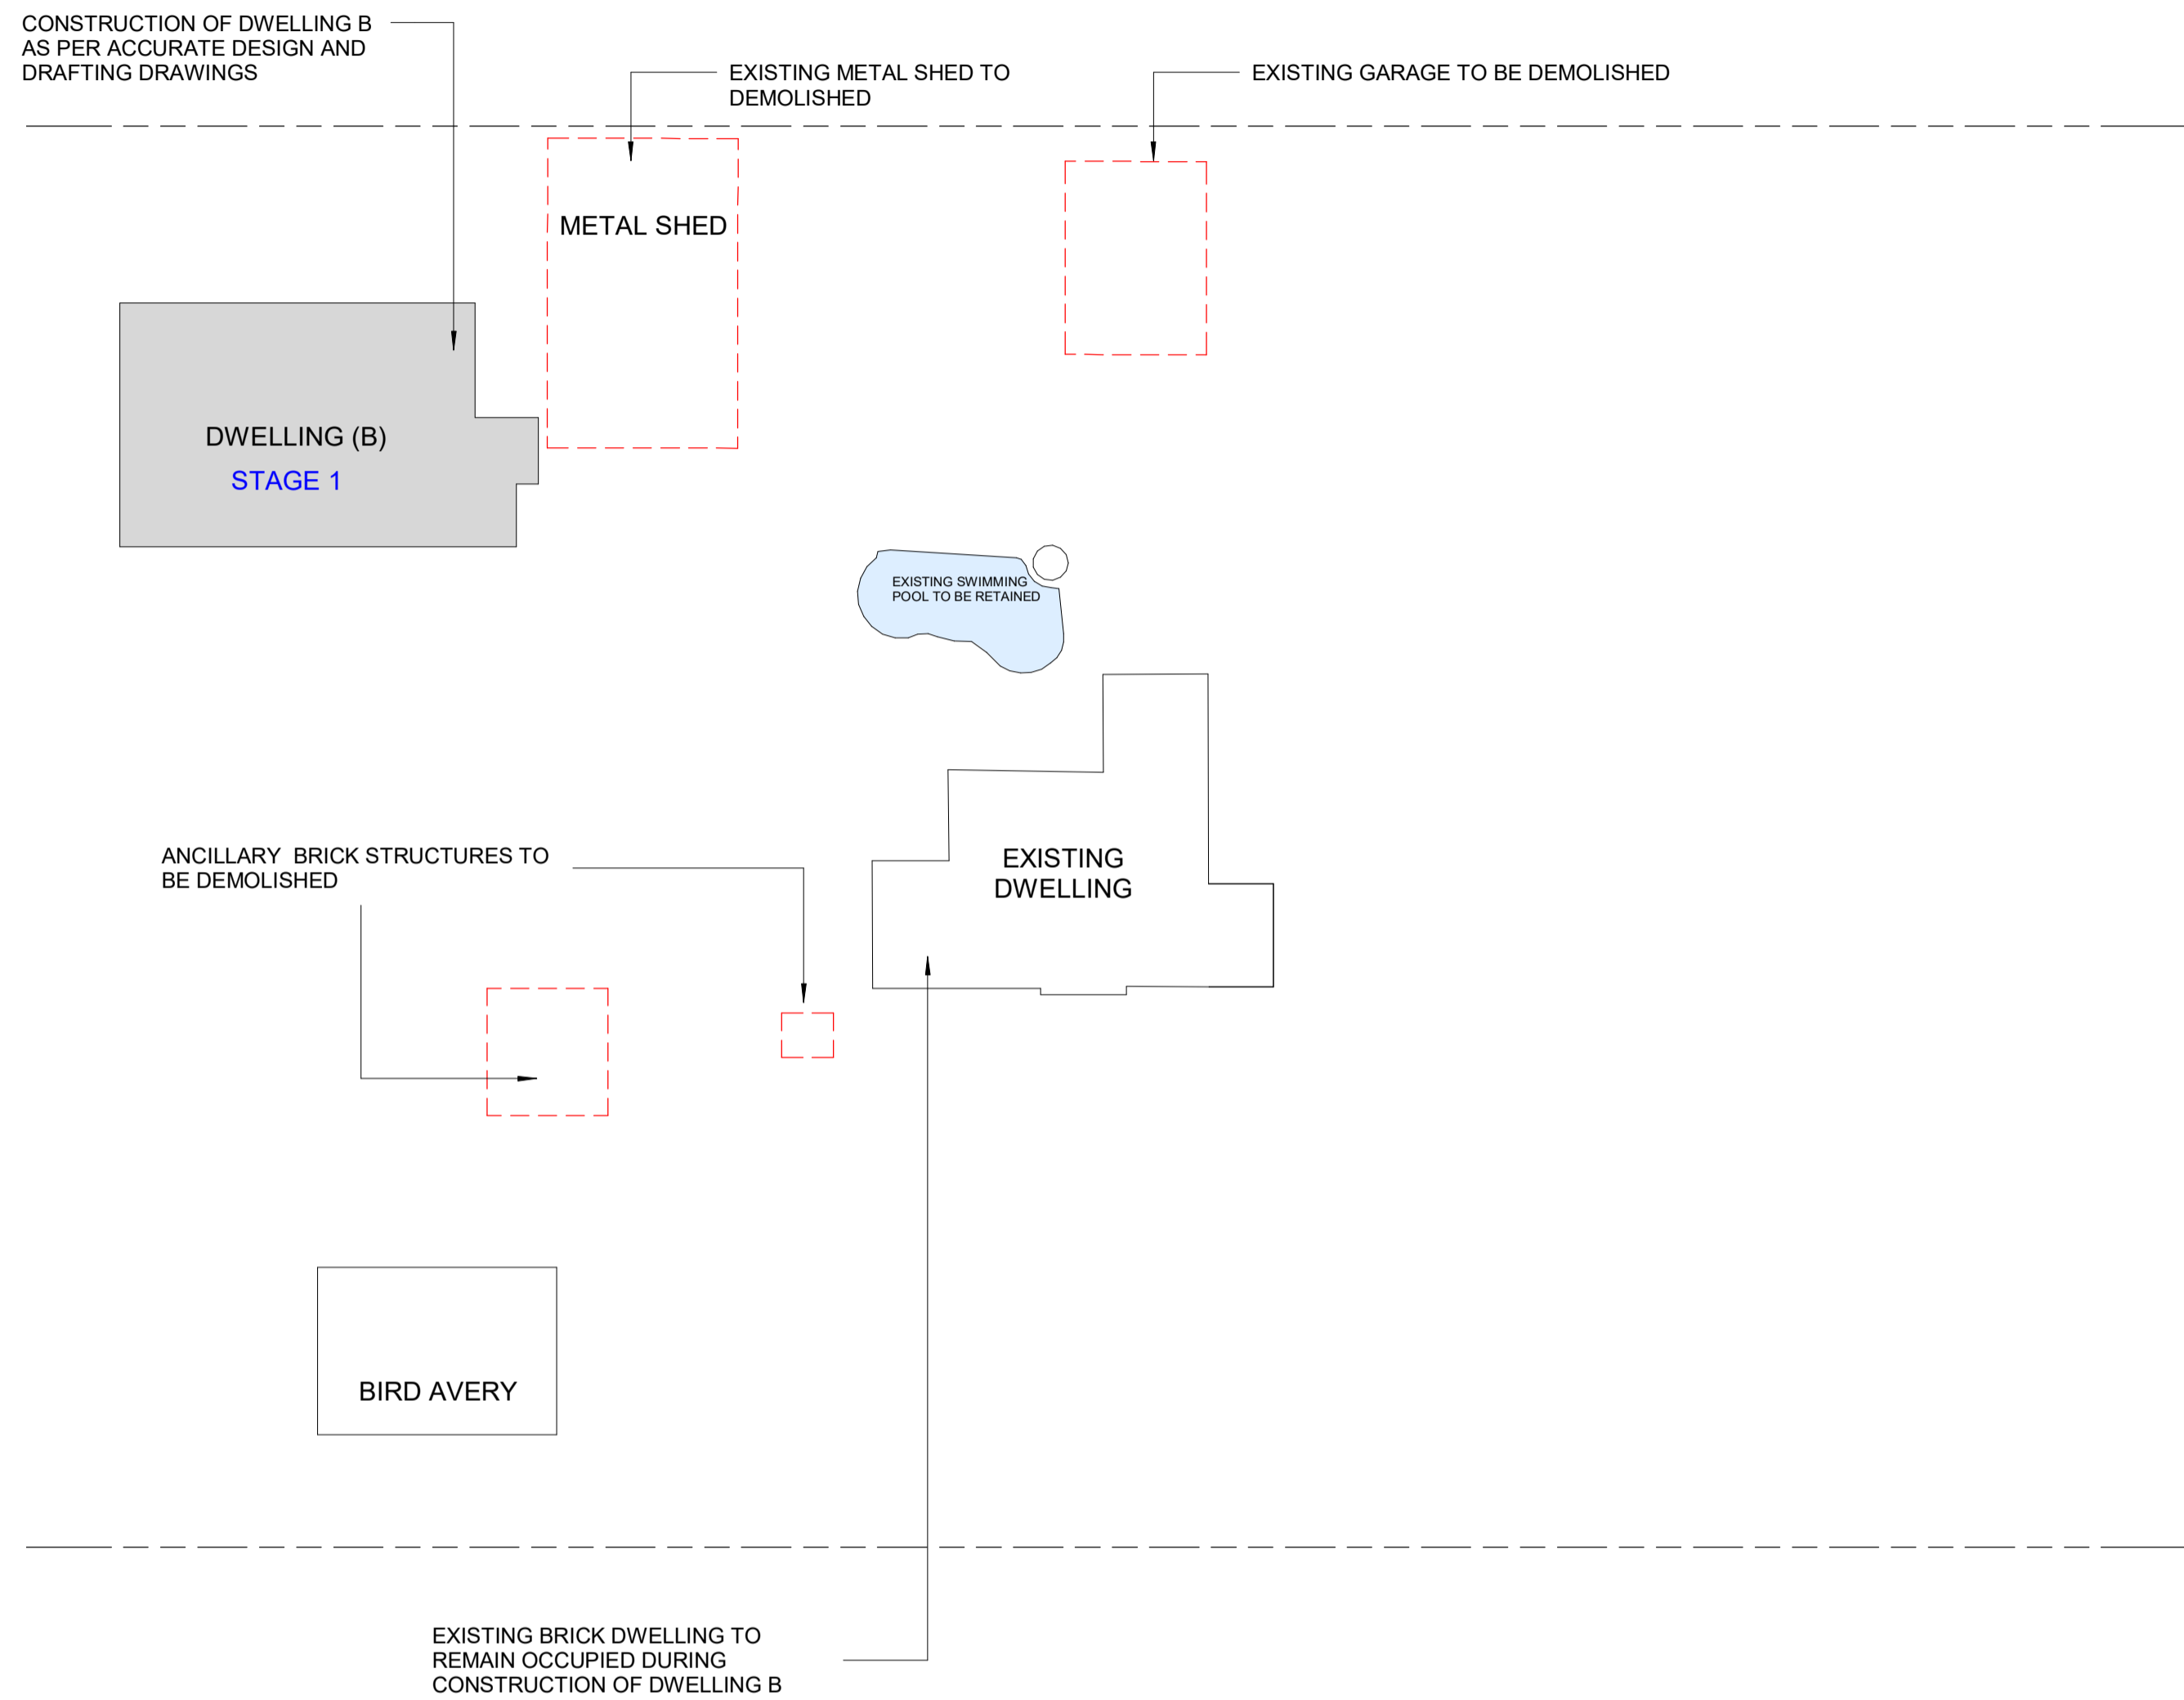 CONSTRUCTION OF DWELLING B
AS PER ACCURATE DESIGN AND
DRAFTING DRAWINGS
EXISTING METAL SHED TO
DEMOLISHED
EXISTING GARAGE TO BE DEMOLISHED
METAL SHED
DWELLING (B)
STAGE 1
EXISTING SWIMMING
POOL TO BE RETAINED
ANCILLARY  BRICK STRUCTURES TO
BE DEMOLISHED
EXISTING
DWELLING
BIRD AVERY
EXISTING BRICK DWELLING TO
REMAIN OCCUPIED DURING
CONSTRUCTION OF DWELLING B